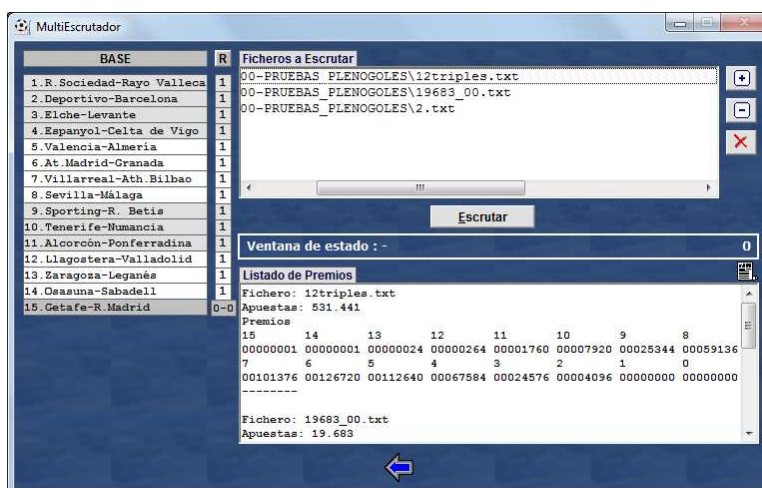 MultiEscrutador
BASE R
1.R.Sociedad-Rayo Valleca 1
2.Deportivo-Barcelona 1
3.Elche-Levante 1
4.Espanyol-Celta de Vigo 1
5.Valencia-Almería 1
6.At.Madrid-Granada 1
7.Villarreal-Ath.Bilbao 1
8.Sevilla-Málaga 1
9.Sporting-R. Betis 1
10.Tenerife-Numancia 1
11.Alcorcón-Ponferradina 1
12.Llagostera-Valladolid 1
13.Zaragoza-Leganés 1
14.Osasuna-Sabadell 1
15.Getafe-R.Madrid 0-0
Ficheros a Escrutar
00-PRUEBAS PLENOGOLES\12triples.txt
00-PRUEBAS PLENOGOLES\19683_00.txt
00-PRUEBAS_PLENOGOLES\2.txt
Escrutar
Ventana de estado : - 0
Listado de Premios
Fichero: 12triples.txt
Apuestas: 531.441
Premios
15 14 13 12 11 10 9 8
00000001 00000001 00000024 00000264 00001760 00007920 00025344 00059136
7 6 5 4 3 2 1 0
00101376 00126720 00112640 00067584 00024576 00004096 00000000 00000000
--------
Fichero: 19683_00.txt
Apuestas: 19.683